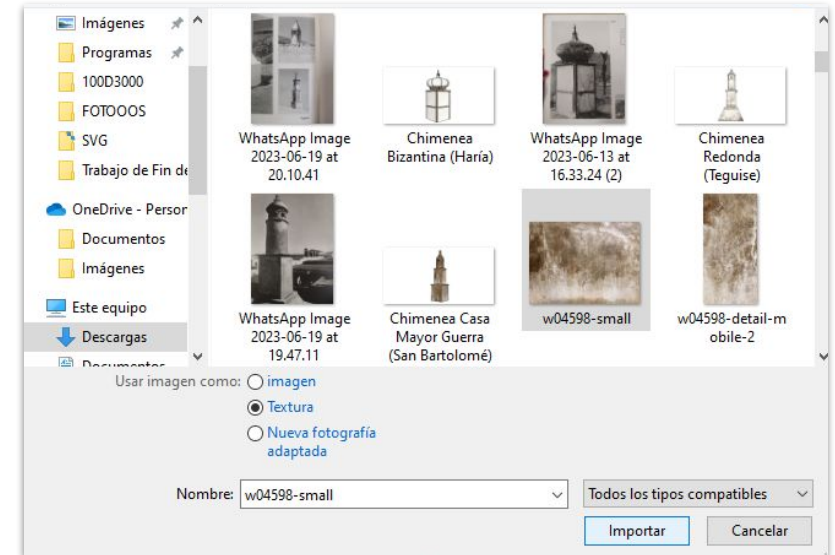 Imágenes
Programas
100D3000
FOTOOOS
SVG
Trabajo de Fin de
OneDrive - Person
Documentos
Imágenes
Este equipo
Descargas
Documentos
WhatsApp Image
2023-06-19 at
20.10.41
Chimenea
Bizantina (Haría)
WhatsApp Image
2023-06-13 at
16.33.24 (2)
Chimenea
Redonda
(Teguise)
WhatsApp Image
2023-06-19 at
19.47.11
Chimenea Casa
Mayor Guerra
(San Bartolomé)
w04598-small
w04598-detail-m
obile-2
Usar imagen como:
imagen
Textura
Nueva fotografía
adaptada
Nombre:
w04598-small
Todos los tipos compatibles
Importar
Cancelar